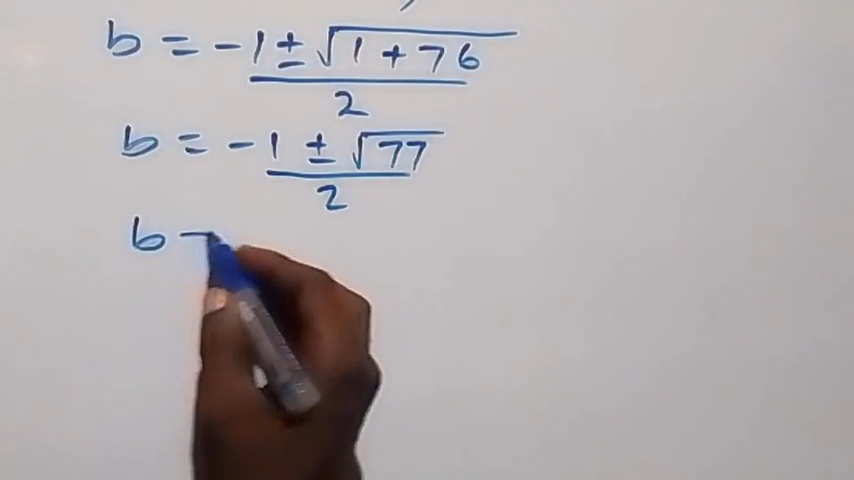 b = -1 ± √1 + 76
2
b = -1 ± √77
2
b -